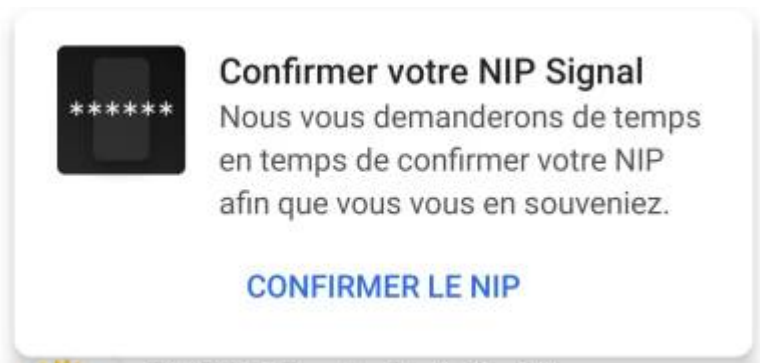 Confirmer votre NIP Signal
******
Nous vous demanderons de temps
en temps de confirmer votre NIP
afin que vous vous en souveniez.
CONFIRMER LE NIP